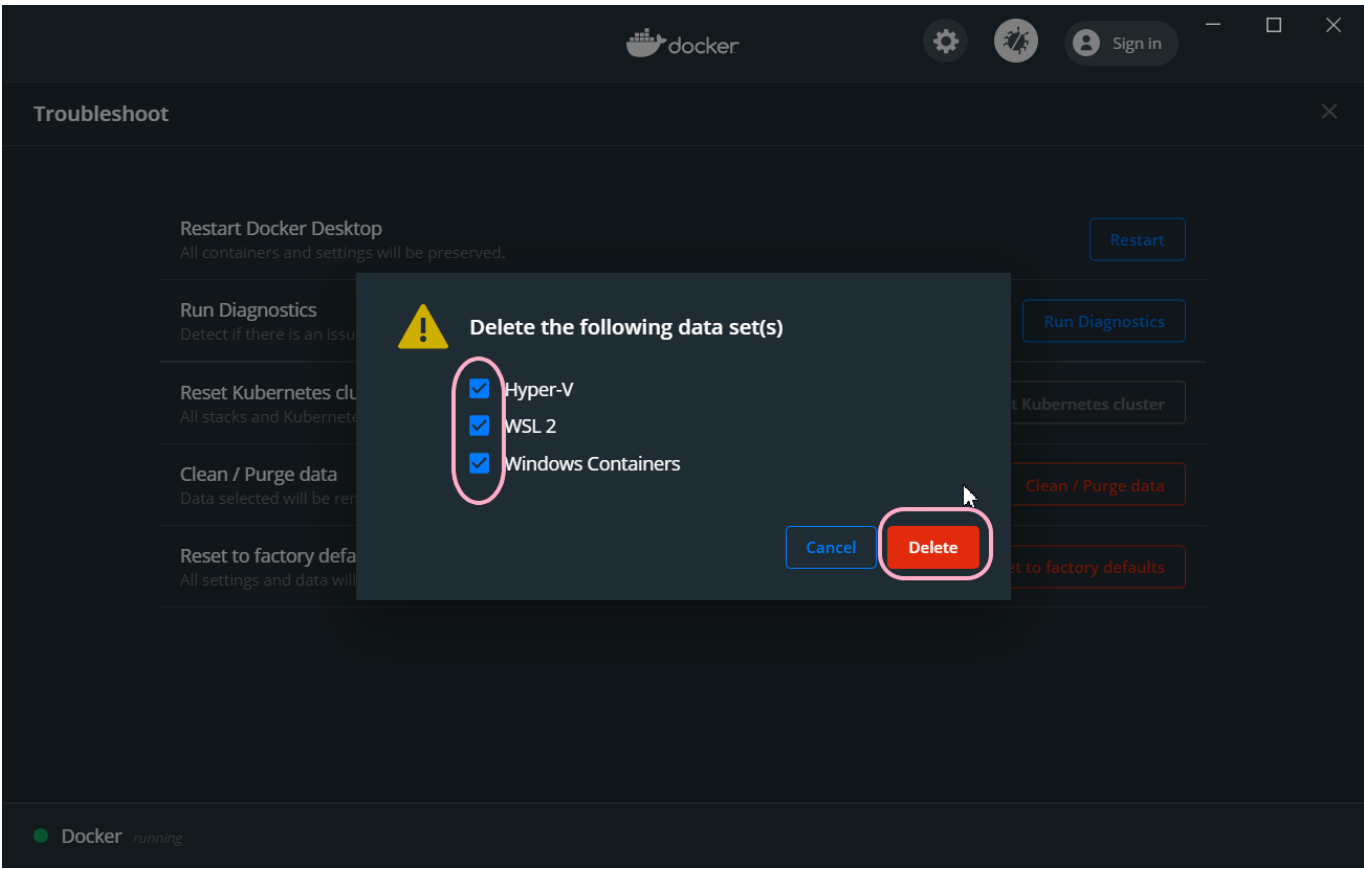 docker
Sign in
Troubleshoot
Restart Docker Desktop
All containers and settings will be preserved.
Restart
Run Diagnostics
Detect if there is an issu
Run Diagnostics
Delete the following data set(s)
Hyper-V
WSL 2
Windows Containers
Reset Kubernetes clu
All stacks and Kubernete
t Kubernetes cluster
Clean / Purge data
Data selected will be rem
Clean / Purge data
Cancel
Delete
Reset to factory defa
All settings and data will
et to factory defaults
Docker running